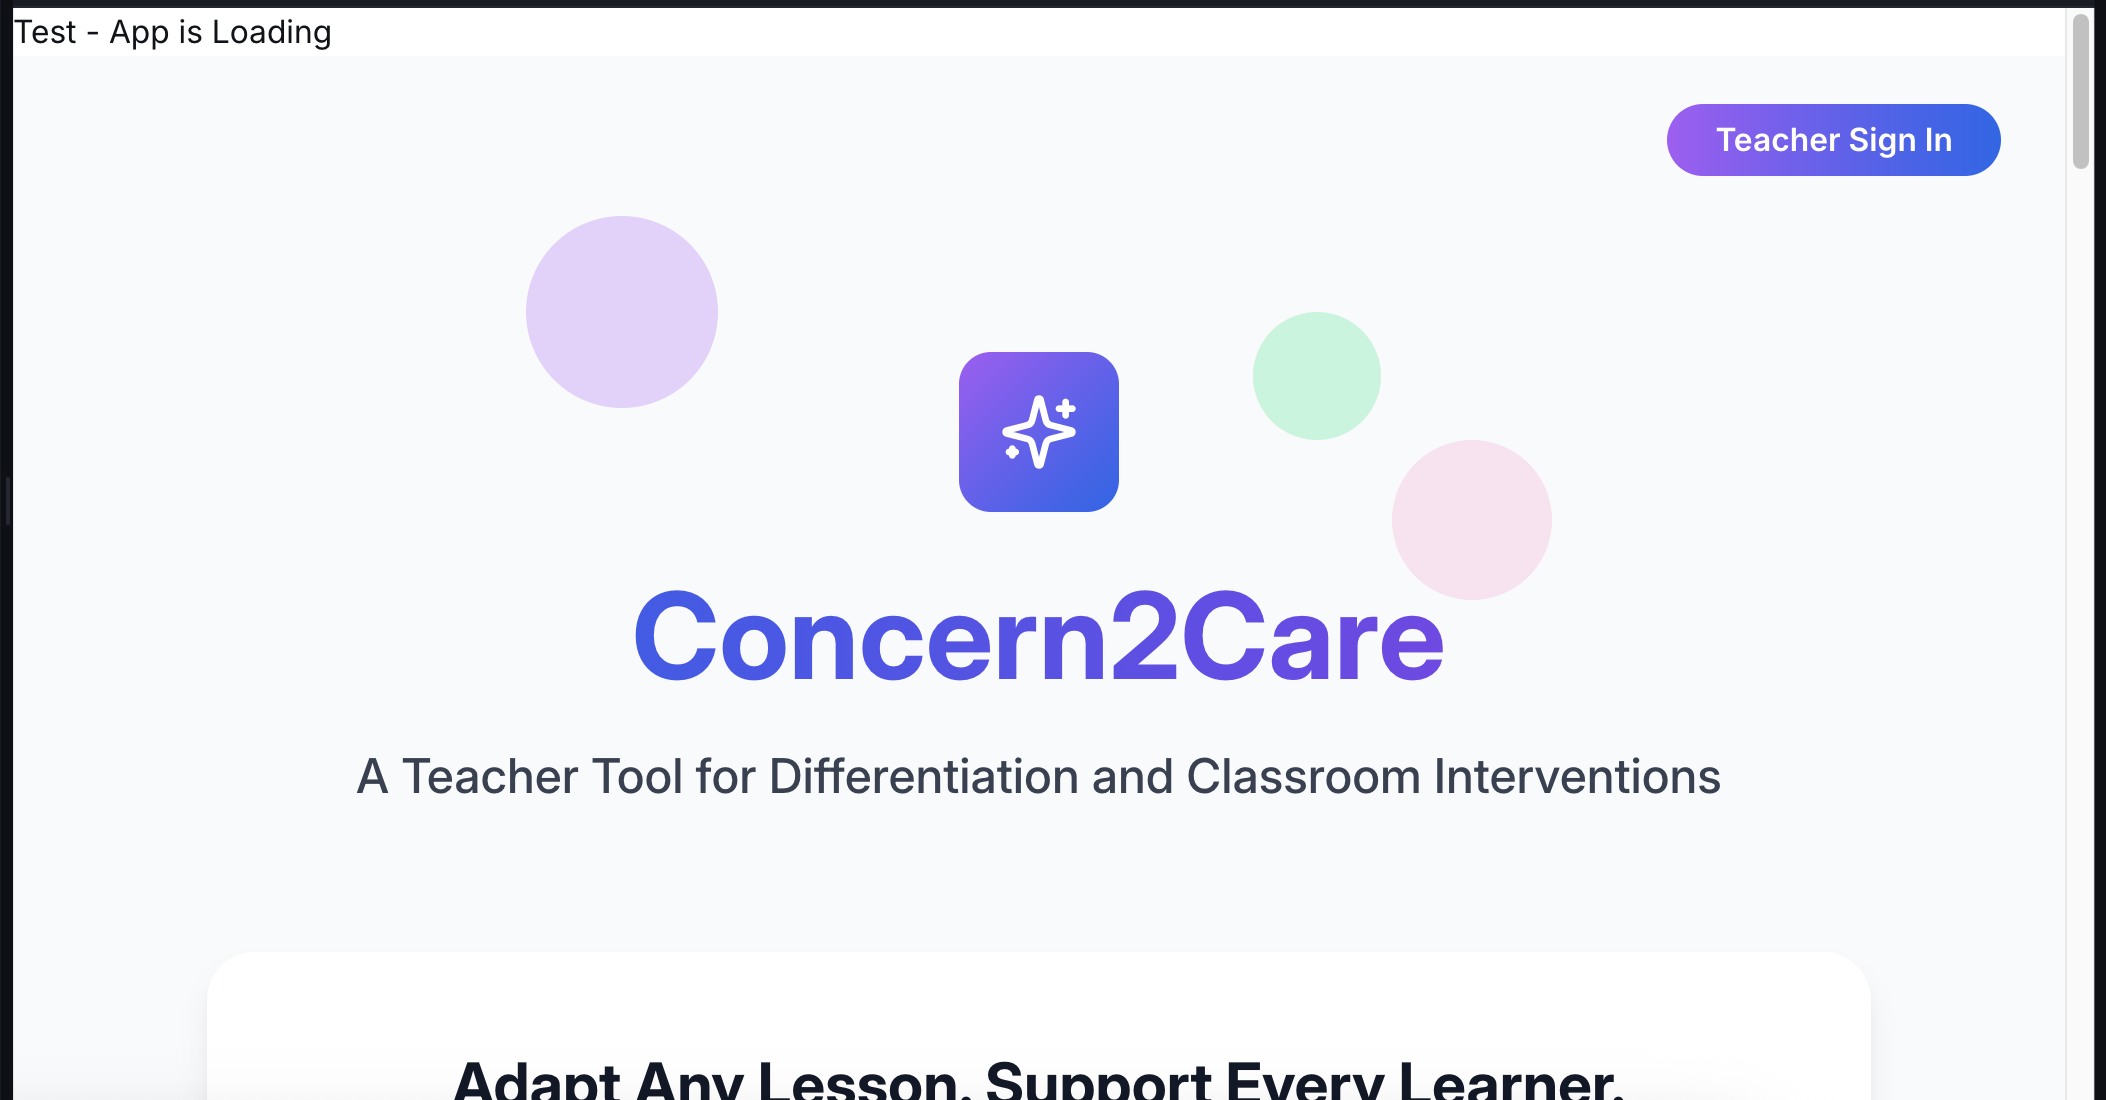 Test - App is Loading
Teacher Sign In
Concern2Care
A Teacher Tool for Differentiation and Classroom Interventions
Adapt Any Lesson. Support Every Learner.